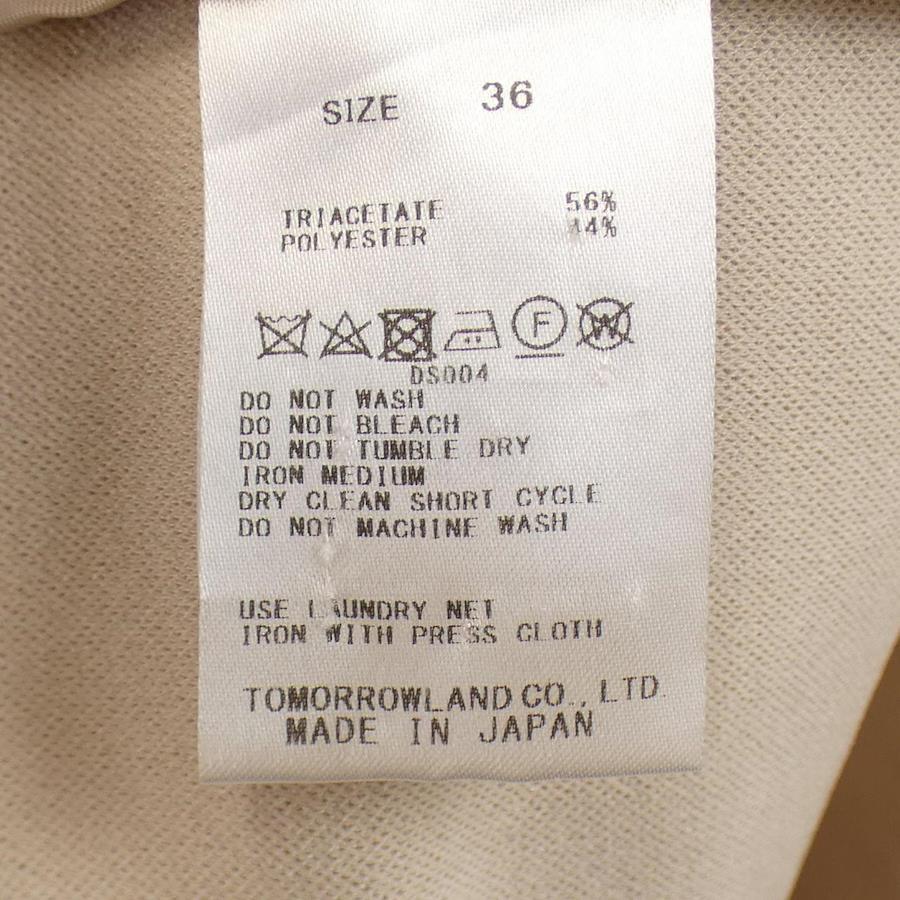 SIZE 36
TRIACETATE 56%
POLYESTER 44%
F
W
DS004
DO NOT WASH
DO NOT BLEACH
DO NOT TUMBLE DRY
IRON MEDIUM
DRY CLEAN SHORT CYCLE
DO NOT MACHINE WASH
USE LAUNDRY NET
IRON WITH PRESS CLOTH
TOMORROWLAND CO., LTD.
MADE IN JAPAN